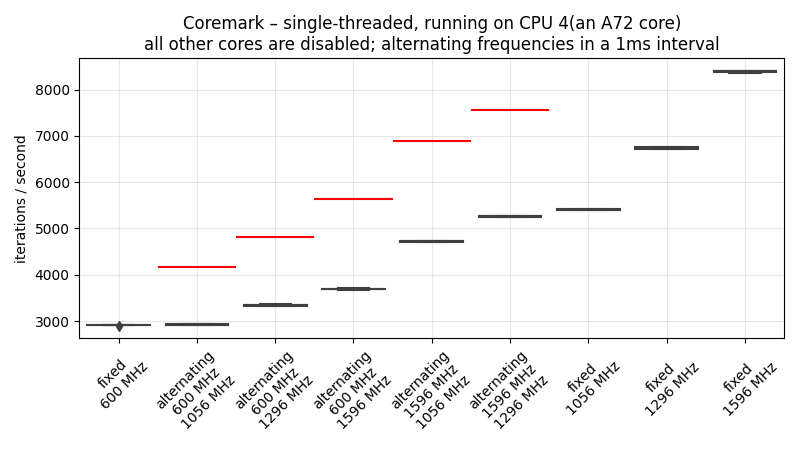 Coremark – single-threaded, running on CPU 4(an A72 core)
all other cores are disabled; alternating frequencies in a 1ms interval
iterations / second
8000
7000
6000
5000
4000
3000
fixed
600 MHz
alternating
600 MHz
1056 MHz
alternating
600 MHz
1296 MHz
alternating
600 MHz
1596 MHz
alternating
1596 MHz
1056 MHz
alternating
1596 MHz
1296 MHz
fixed
1056 MHz
fixed
1296 MHz
fixed
1596 MHz